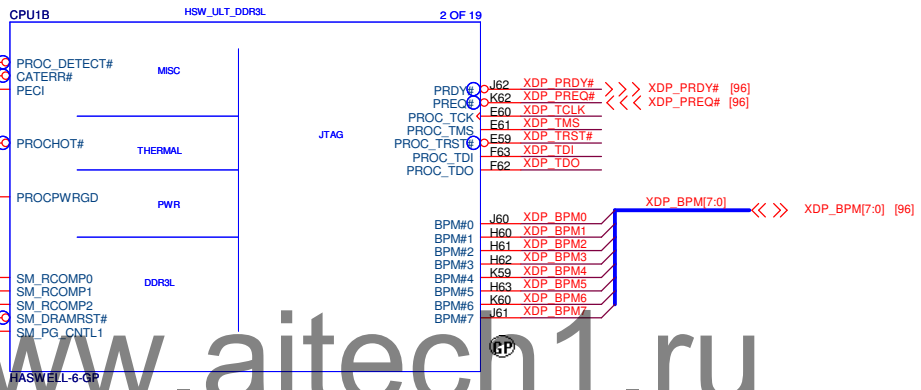 CPU1B HSW_ULT_DDR3L 2 OF 19
PROC_DETECT#
CATERR#
PECI
MISC
PROCHOT#
THERMAL
PROCPWRGD
PWR
SM_RCOMP0
SM_RCOMP1
SM_RCOMP2
SM_DRAMRST#
SM_PG_CNTL1
DDR3L
JTAG
PRDY# J62 XDP_PRDY# XDP_PRDY# [96]
PREQ# K62 XDP_PREQ# XDP_PREQ# [96]
PROC_TCK E60 XDP_TCLK
PROC_TMS E61 XDP_TMS
PROC_TRST# E59 XDP_TRST#
PROC_TDI F63 XDP_TDI
PROC_TDO F62 XDP_TDO
XDP_BPM[7:0] XDP_BPM[7:0] [96]
BPM#0 J60 XDP_BPM0
BPM#1 H60 XDP_BPM1
BPM#2 H61 XDP_BPM2
BPM#3 H62 XDP_BPM3
BPM#4 K59 XDP_BPM4
BPM#5 H63 XDP_BPM5
BPM#6 K60 XDP_BPM6
BPM#7 J61 XDP_BPM7
GP
HASWELL-6-GP
www.aitech1.ru